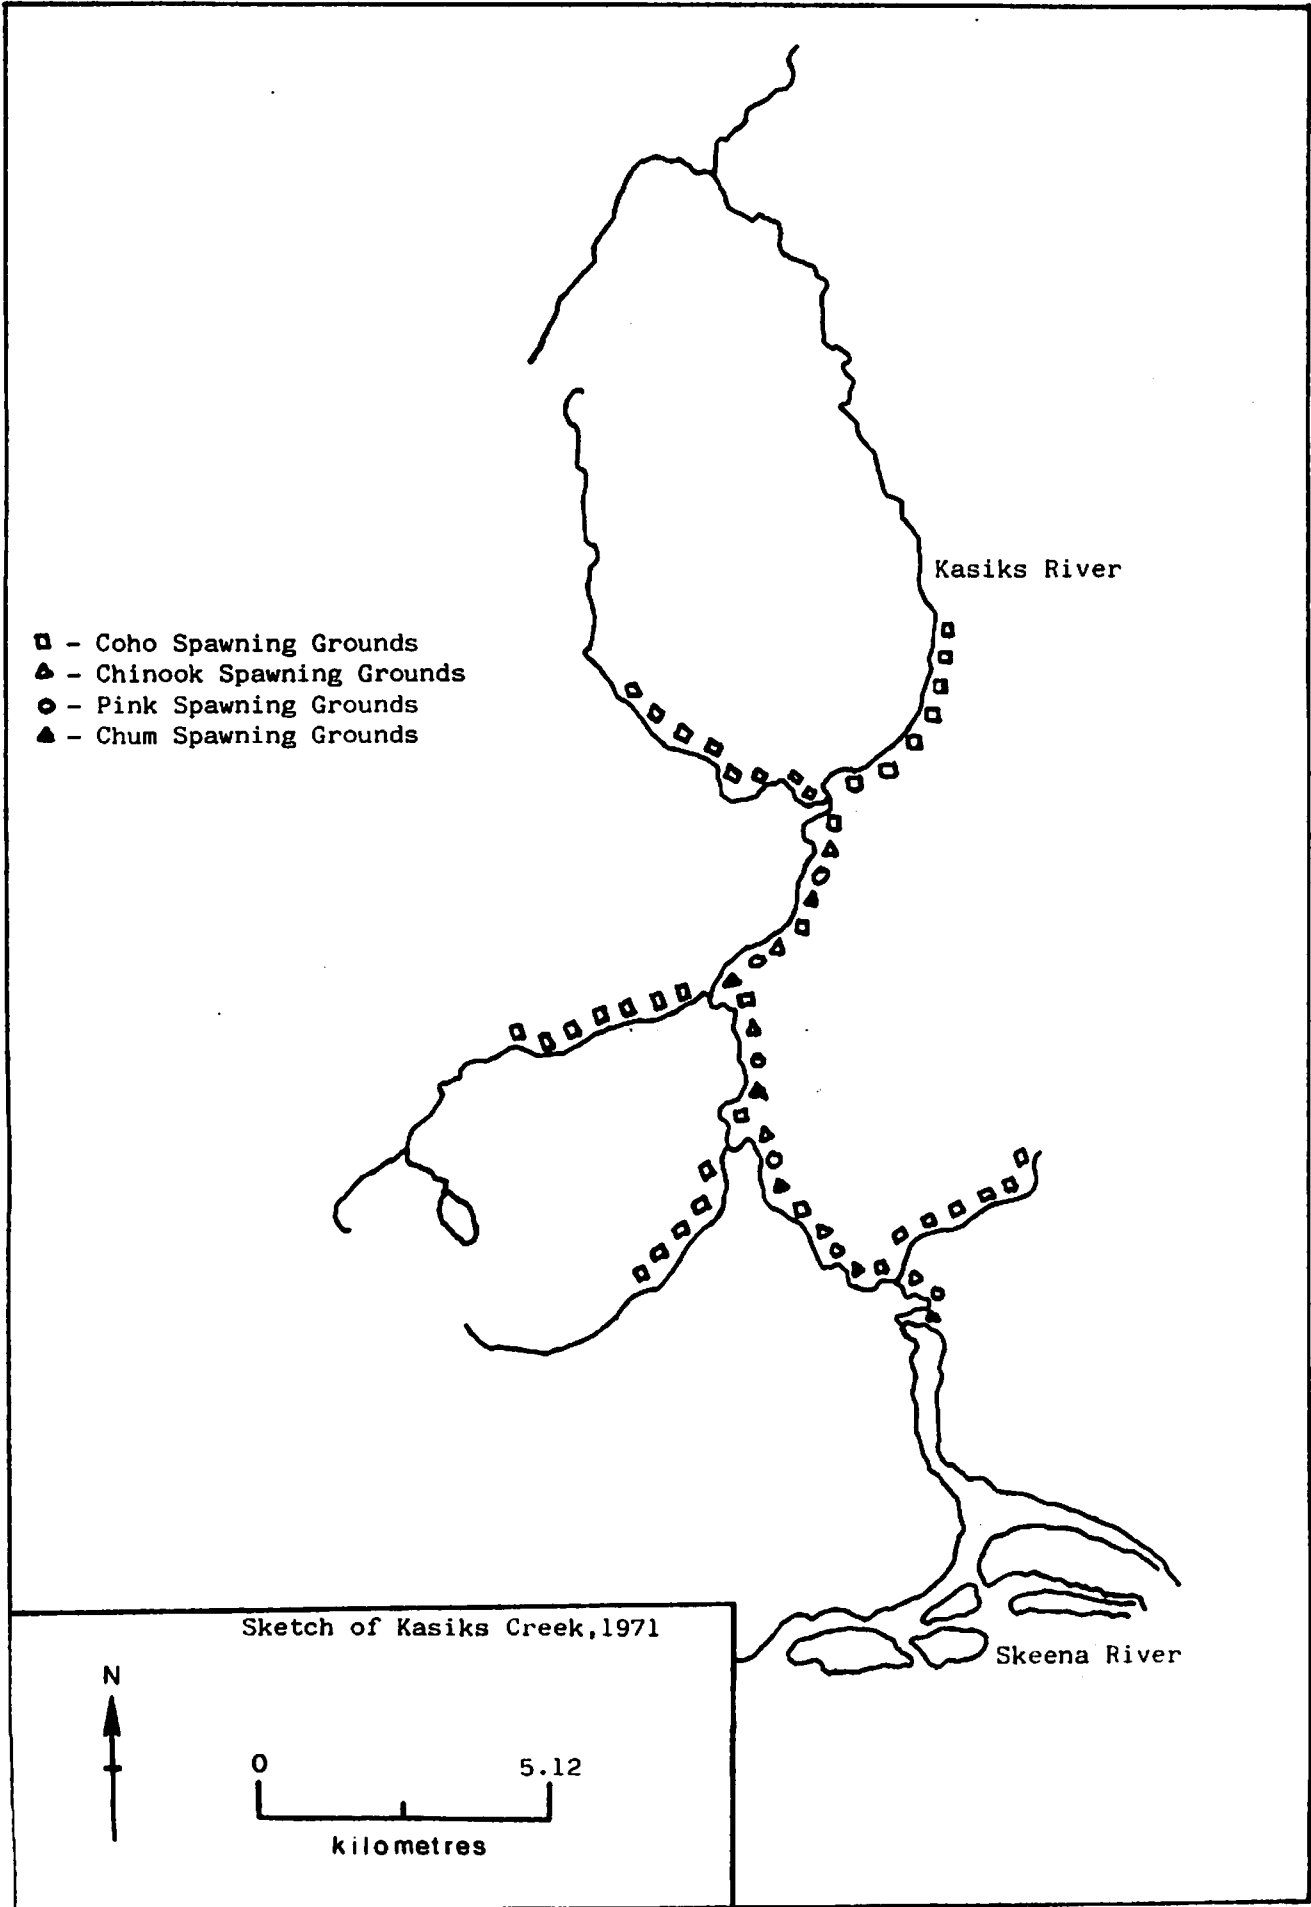 Kasiks River
- Coho Spawning Grounds
- Chinook Spawning Grounds
- Pink Spawning Grounds
- Chum Spawning Grounds
Sketch of Kasiks Creek,1971
Skeena River
N
0 5.12
kilometres